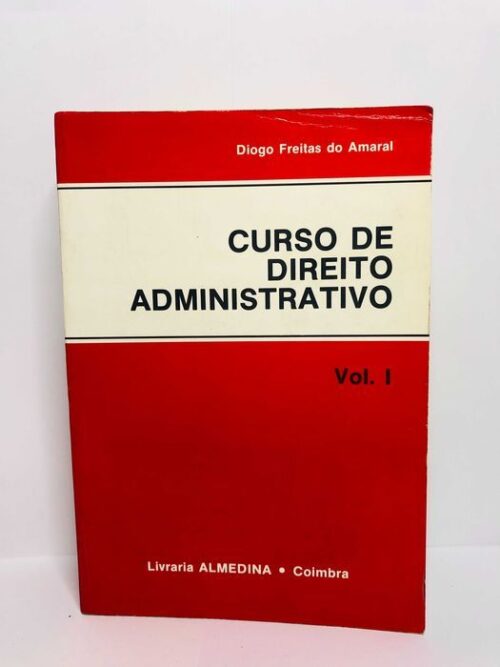 Diogo Freitas do Amaral
CURSO DE
DIREITO
ADMINISTRATIVO
Vol. I
Livraria ALMEDINA • Coimbra